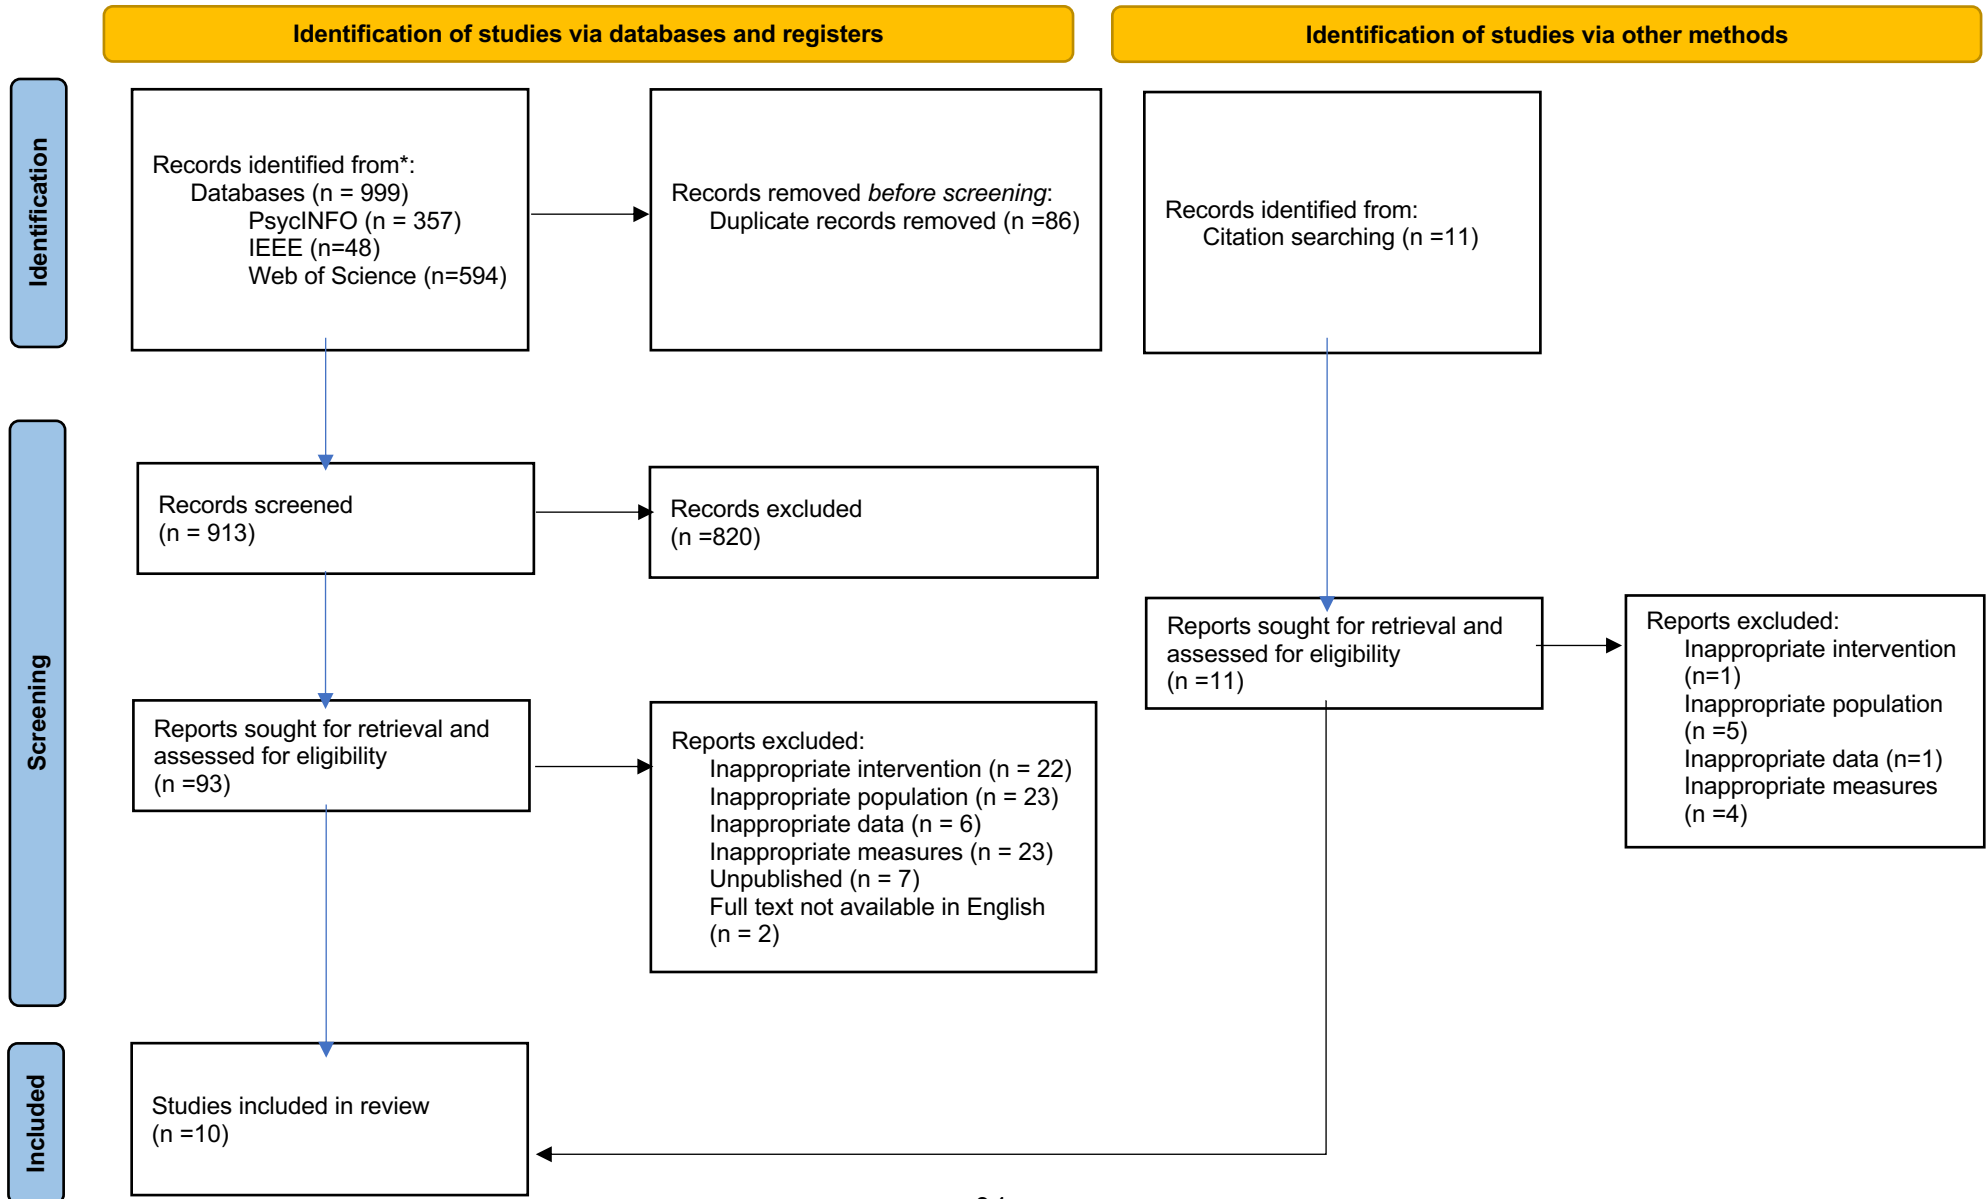 Identification of studies via databases and registers
Identification of studies via other methods
Identification
Records identified from*:
Databases (n = 999)
PsycINFO (n = 357)
IEEE (n=48)
Web of Science (n=594)
Records removed before screening:
Duplicate records removed (n =86)
Records identified from:
Citation searching (n =11)
Screening
Records screened
(n = 913)
Records excluded
(n =820)
Reports sought for retrieval and
assessed for eligibility
(n =93)
Reports excluded:
Inappropriate intervention (n = 22)
Inappropriate population (n = 23)
Inappropriate data (n = 6)
Inappropriate measures (n = 23)
Unpublished (n = 7)
Full text not available in English
(n = 2)
Reports sought for retrieval and
assessed for eligibility
(n =11)
Reports excluded:
Inappropriate intervention
(n=1)
Inappropriate population
(n =5)
Inappropriate data (n=1)
Inappropriate measures
(n =4)
Included
Studies included in review
(n =10)